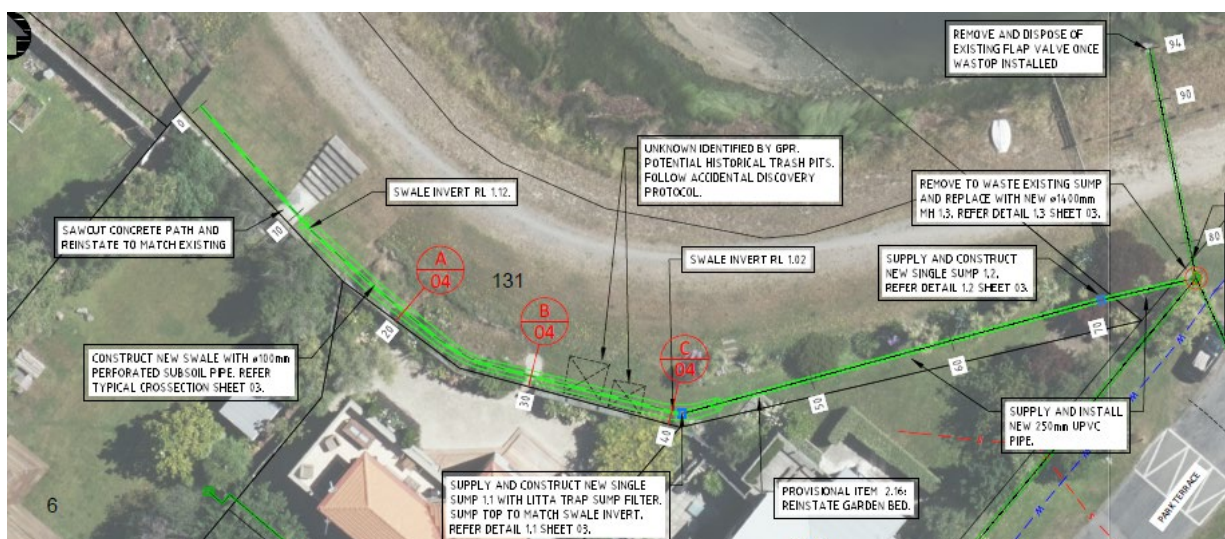 REMOVE AND DISPOSE OF
EXISTING FLAP VALVE ONCE
WASTOP INSTALLED
94
90
0
UNKNOWN IDENTIFIED BY GPR.
POTENTIAL HISTORICAL TRASH PITS.
FOLLOW ACCIDENTAL DISCOVERY
PROTOCOL.
SWALE INVERT RL 1.12.
REMOVE TO WASTE EXISTING SUMP
AND REPLACE WITH NEW ø1400mm
MH 1.3. REFER DETAIL 1.3 SHEET 03.
SAWCUT CONCRETE PATH AND
REINSTATE TO MATCH EXISTING
10
80
SWALE INVERT RL 1.02
SUPPLY AND CONSTRUCT
NEW SINGLE SUMP 1.2.
REFER DETAIL 1.2 SHEET 03.
A
04
131
B
04
20
C
04
70
CONSTRUCT NEW SWALE WITH ø100mm
PERFORATED SUBSOIL PIPE. REFER
TYPICAL CROSSECTION SHEET 03.
60
30
50
40
SUPPLY AND INSTALL
NEW 250mm UPVC
PIPE.
W
W
W
SUPPLY AND CONSTRUCT NEW SINGLE
SUMP 1.1 WITH LITTA TRAP SUMP FILTER.
SUMP TOP TO MATCH SWALE INVERT.
REFER DETAIL 1.1 SHEET 03.
PROVISIONAL ITEM 2.16:
REINSTATE GARDEN BED.
6
PARK TERRACE